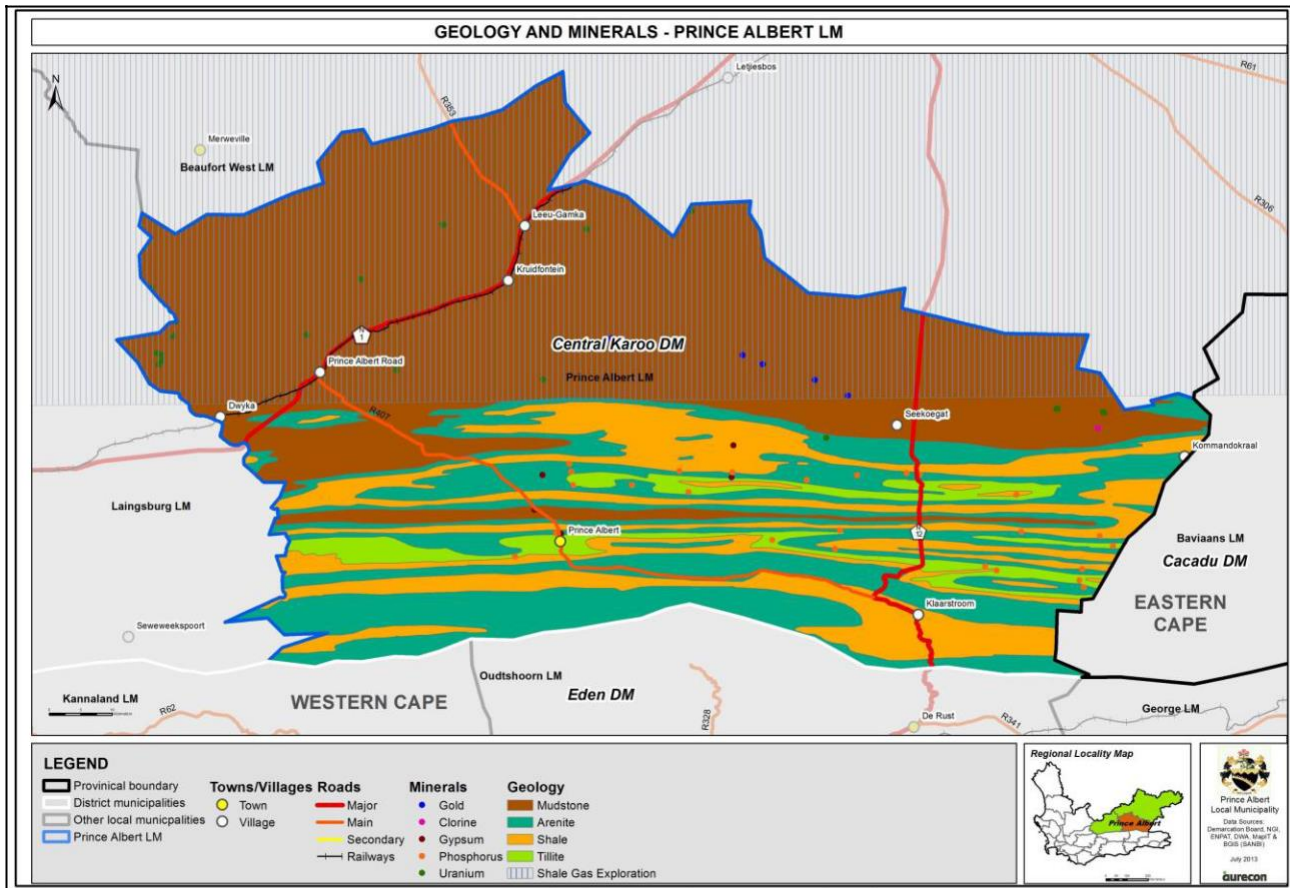 GEOLOGY AND MINERALS - PRINCE ALBERT LM
N
Letjiesbos
R61
R353
Merweville
Beaufort West LM
R306
Leeu-Gamka
Kruidfontein
N
1
Central Karoo DM
Prince Albert Road
Prince Albert LM
Dwyka
R407
Seekoegat
Kommandokraal
Laingsburg LM
Prince Albert
12
Baviaans LM
Cacadu DM
EASTERN
CAPE
Klaarstroom
Seweweekspoort
Oudtshoorn LM
Kannaland LM
WESTERN CAPE
Eden DM
George LM
R62
R328
De Rust
R341
LEGEND
Provinical boundary
District municipalities
Other local municpalities
Prince Albert LM
Towns/Villages
Town
Village
Roads
Major
Main
Secondary
Railways
Minerals
Gold
Clorine
Gypsum
Phosphorus
Uranium
Geology
Mudstone
Arenite
Shale
Tillite
Shale Gas Exploration
Regional Locality Map
Prince Albert
Prince Albert
Local Municipality
Data Sources:
Demarcation Board, NGI,
ENPAT, DWA, MapIT &
BGIS (SANBI)
July 2013
aurecon